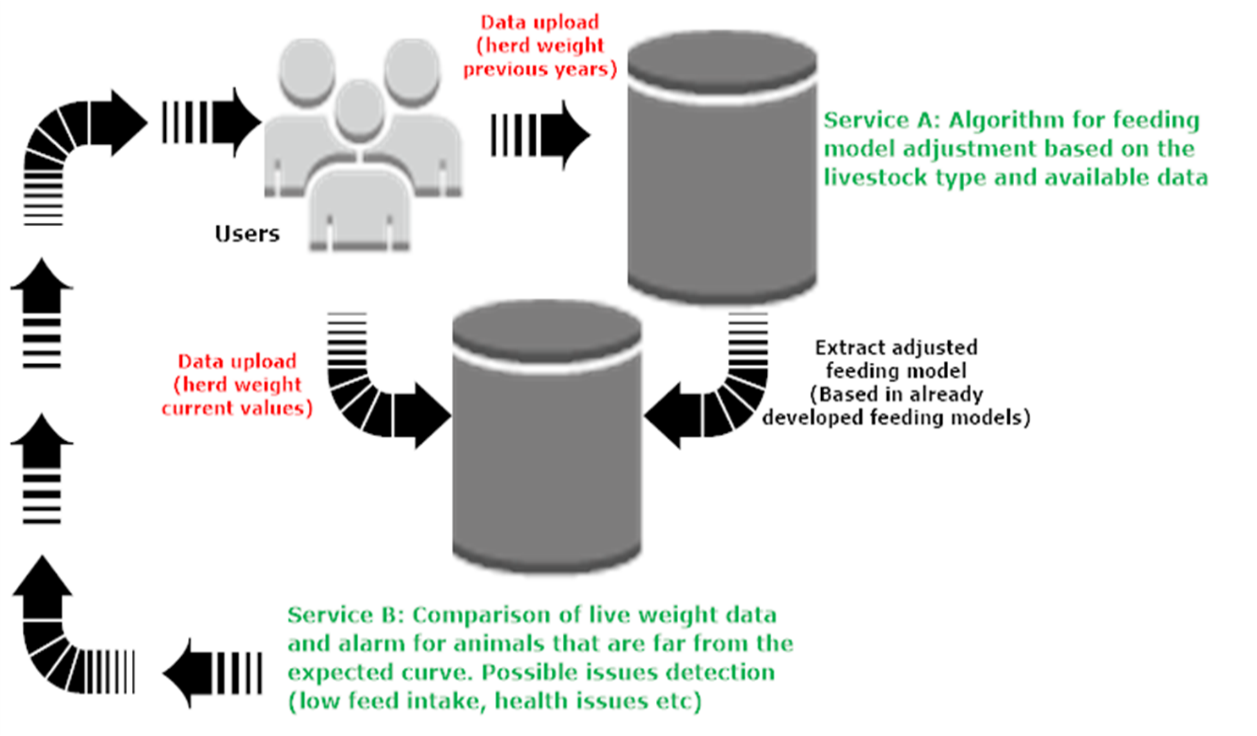 Data upload
(herd weight
previous years)
Service A: Algorithm for feeding
model adjustment based on the
livestock type and available data
Users
Data upload
(herd weight
current values)
Extract adjusted
feeding model
(Based in already
developed feeding models)
Service B: Comparison of live weight data
and alarm for animals that are far from the
expected curve. Possible issues detection
(low feed intake, health issues etc)